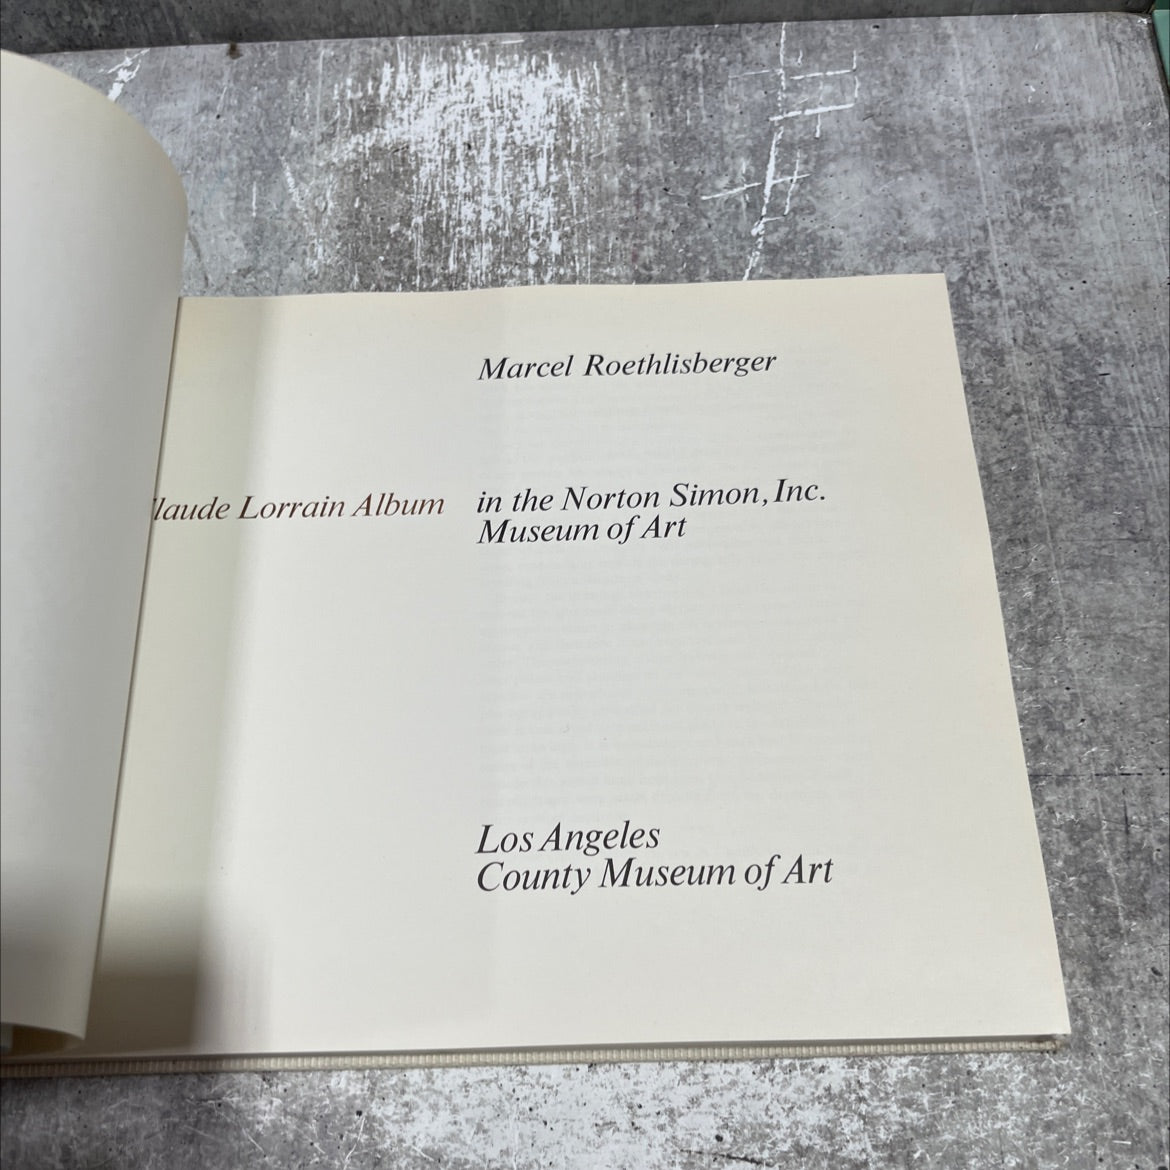 Marcel Roethlisberger
laude Lorrain Album in the Norton Simon, Inc.
Museum of Art
Los Angeles
County Museum of Art